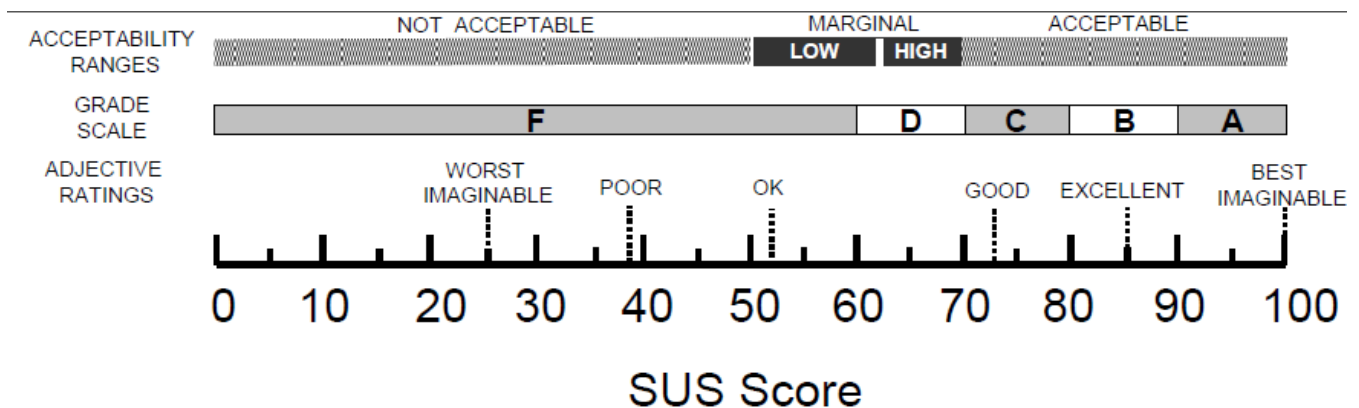 NOT ACCEPTABLE
MARGINAL
ACCEPTABLE
ACCEPTABILITY
RANGES
LOW
HIGH
GRADE
SCALE
F
D
C
B
A
ADJECTIVE
RATINGS
WORST
IMAGINABLE
POOR
OK
GOOD
EXCELLENT
BEST
IMAGINABLE
0 10 20 30 40 50 60 70 80 90 100
SUS Score